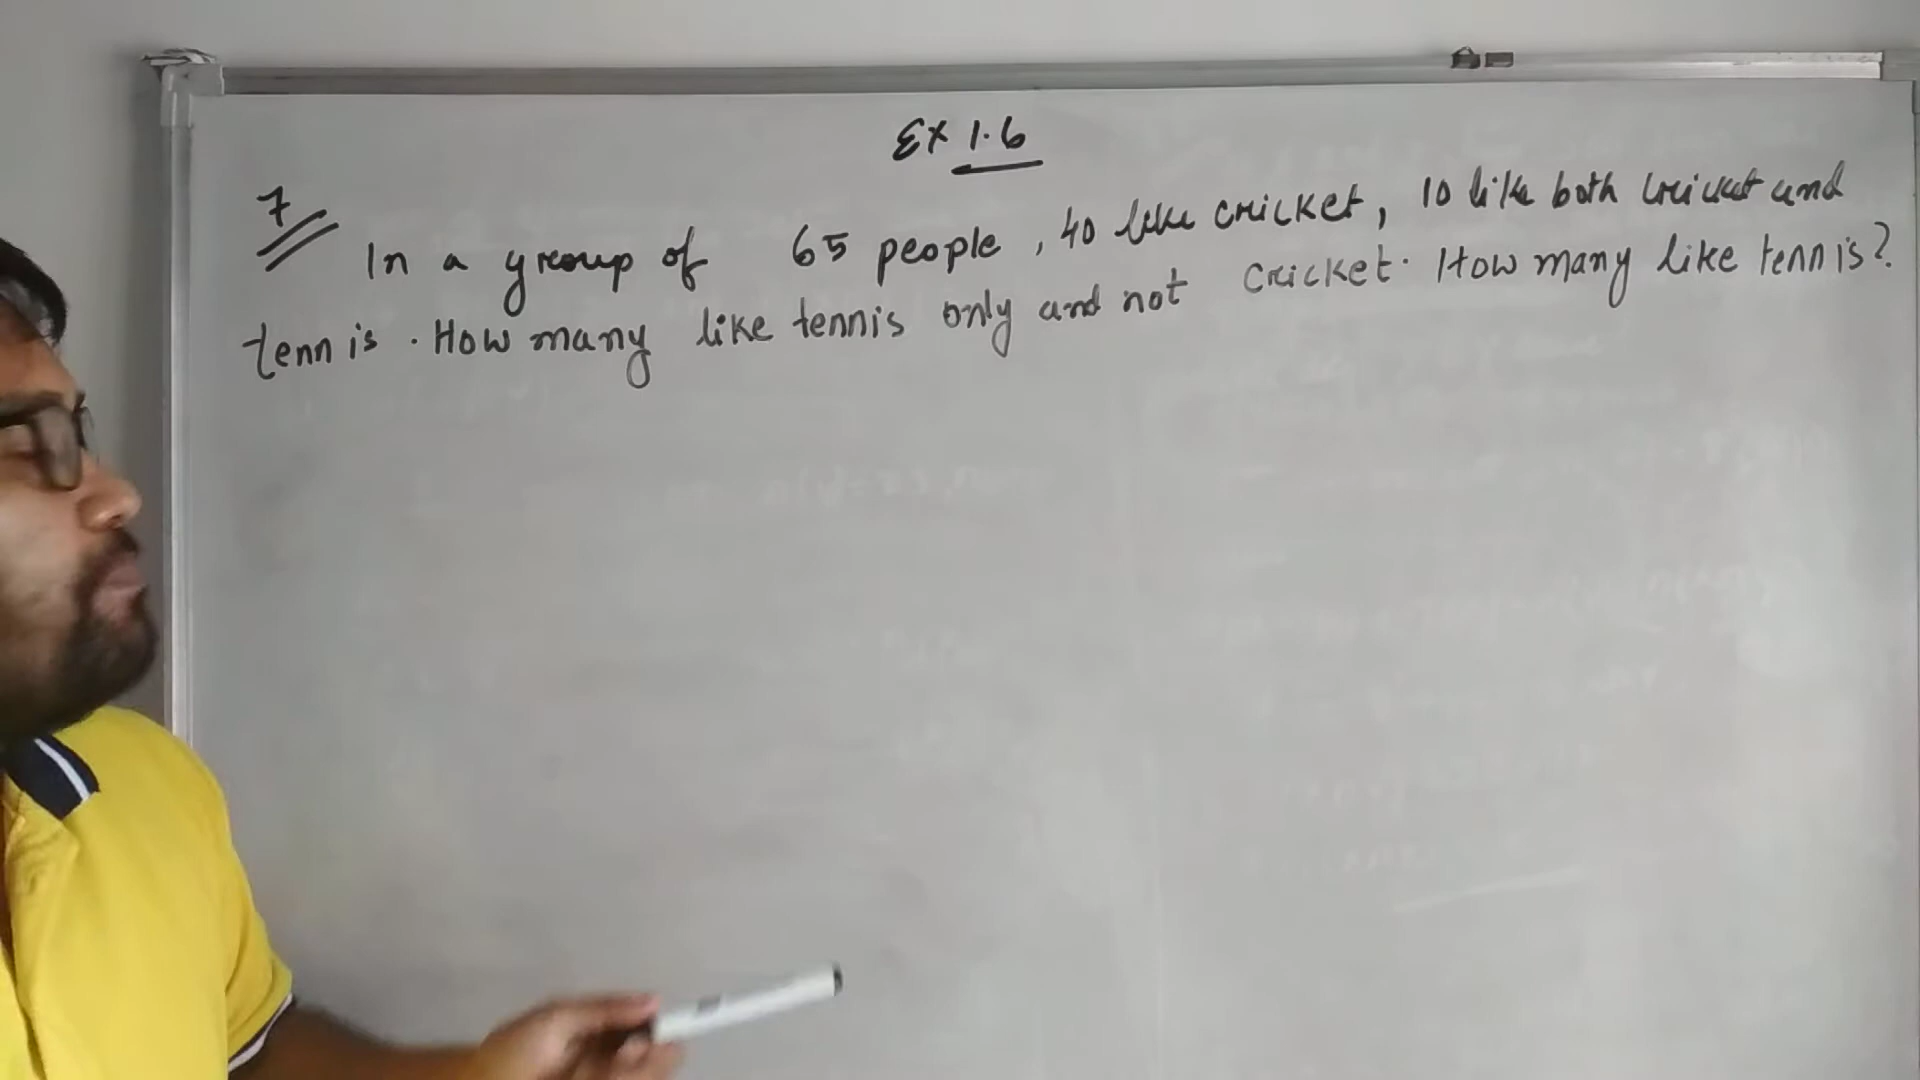 Ex 1.6
7
In a group of 65 people, 40 like cricket, 10 like both cricket and
tennis. How many like tennis only and not cricket. How many like tennis?